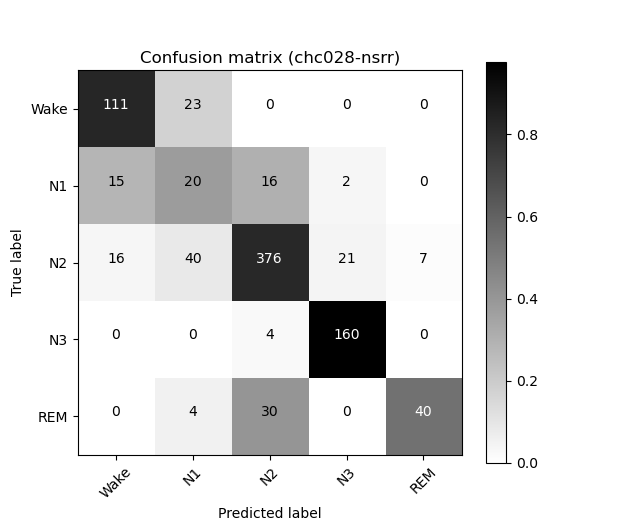 Confusion matrix (chc028-nsrr)
Wake 111 23 0 0 0
N1 15 20 16 2 0
N2 16 40 376 21 7
N3 0 0 4 160 0
REM 0 4 30 0 40
Wake N1 N2 N3 REM
Predicted label
True label
0.8
0.6
0.4
0.2
0.0